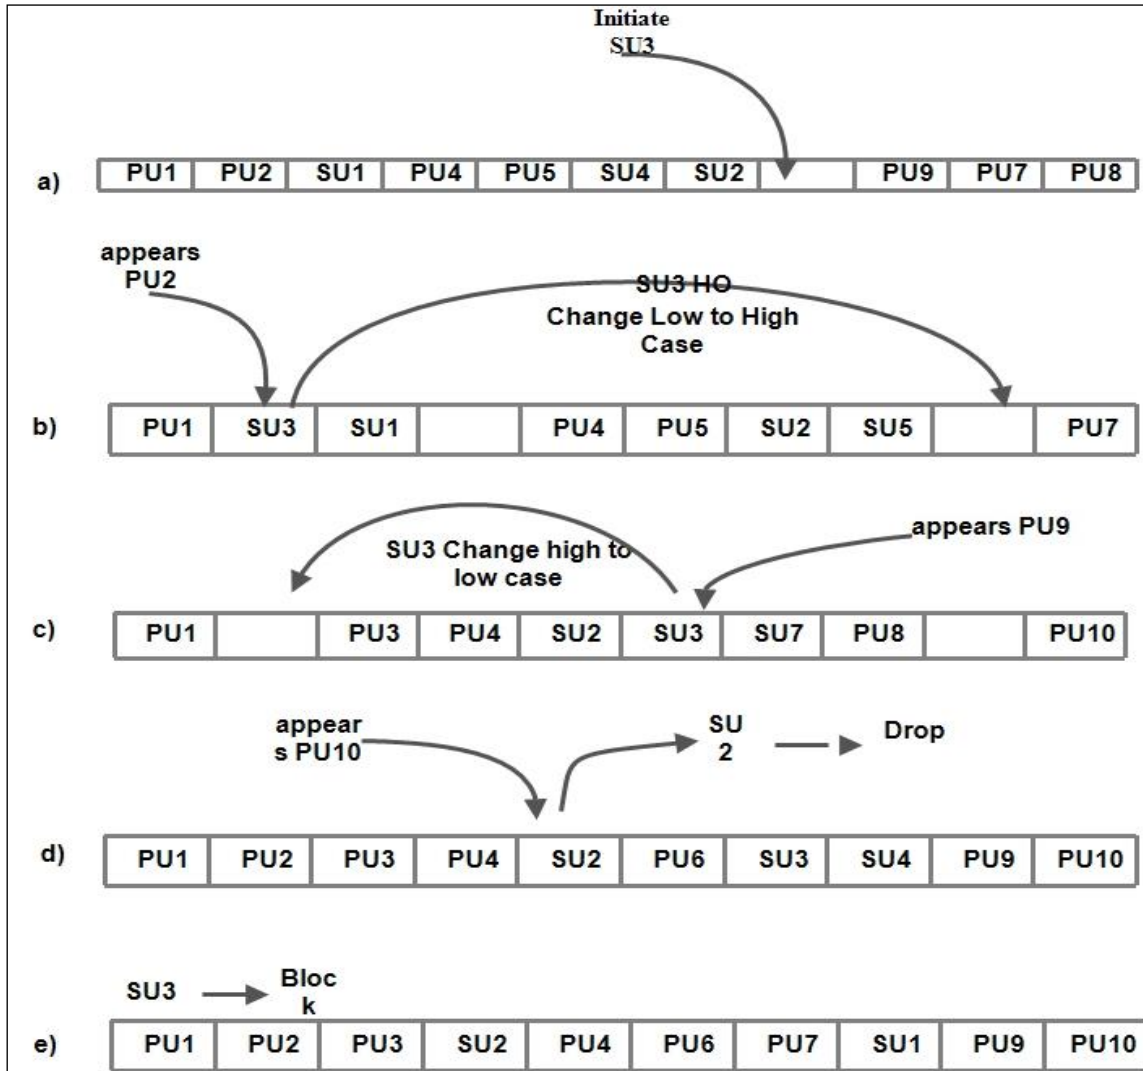 Initiate
SU3
a) PU1 PU2 SU1 PU4 PU5 SU4 SU2 PU9 PU7 PU8
appears
PU2
SU3 HO
Change Low to High
Case
b) PU1 SU3 SU1 PU4 PU5 SU2 SU5 PU7
appears PU9
SU3 Change high to
low case
c) PU1 PU3 PU4 SU2 SU3 SU7 PU8 PU10
appear
s PU10
SU
2
Drop
d) PU1 PU2 PU3 PU4 SU2 PU6 SU3 SU4 PU9 PU10
SU3
Bloc
k
e) PU1 PU2 PU3 SU2 PU4 PU6 PU7 SU1 PU9 PU10